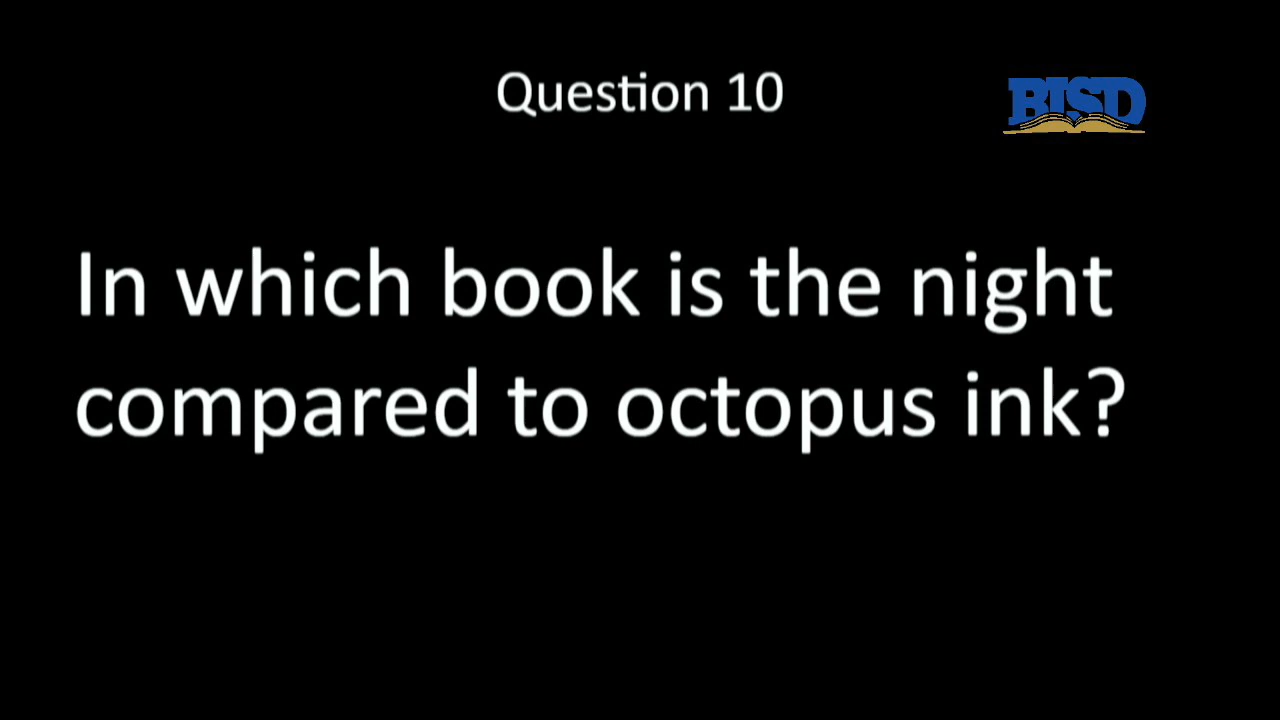 Question 10
BISD
In which book is the night
compared to octopus ink?